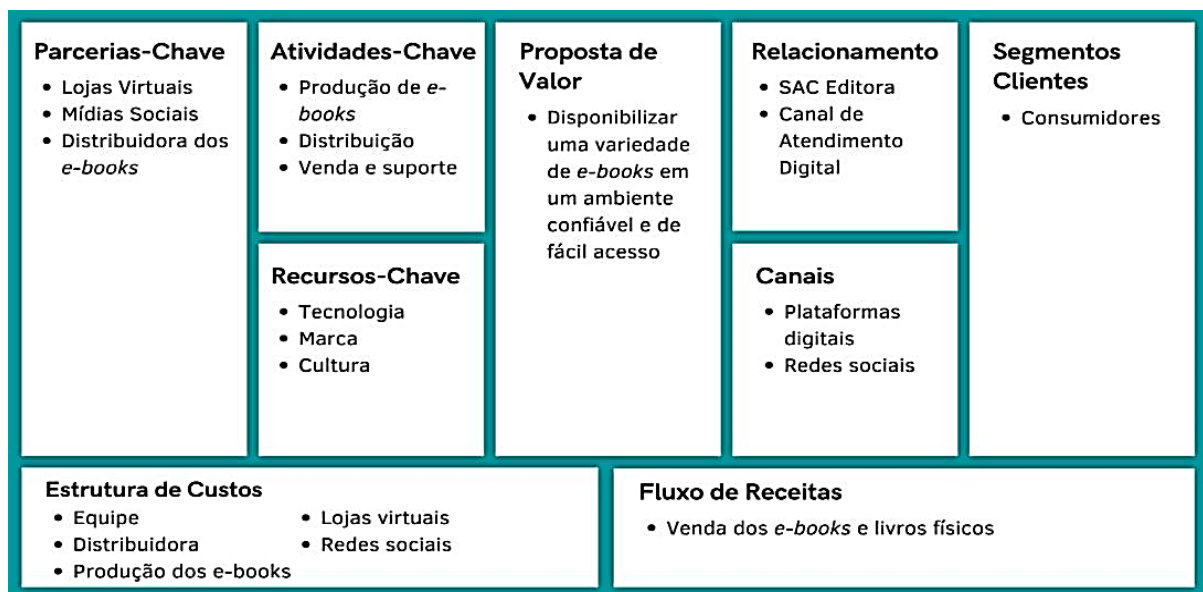 Parcerias-Chave
• Lojas Virtuais
• Mídias Sociais
• Distribuidora dos
e-books
Atividades-Chave
• Produção de e-
books
• Distribuição
• Venda e suporte
Recursos-Chave
• Tecnologia
• Marca
• Cultura
Proposta de
Valor
• Disponibilizar
uma variedade
de e-books em
um ambiente
confiável e de
fácil acesso
Relacionamento
• SAC Editora
• Canal de
Atendimento
Digital
Canais
• Plataformas
digitais
• Redes sociais
Segmentos
Clientes
• Consumidores
Estrutura de Custos
• Equipe
• Distribuidora
• Produção dos e-books
• Lojas virtuais
• Redes sociais
Fluxo de Receitas
• Venda dos e-books e livros físicos